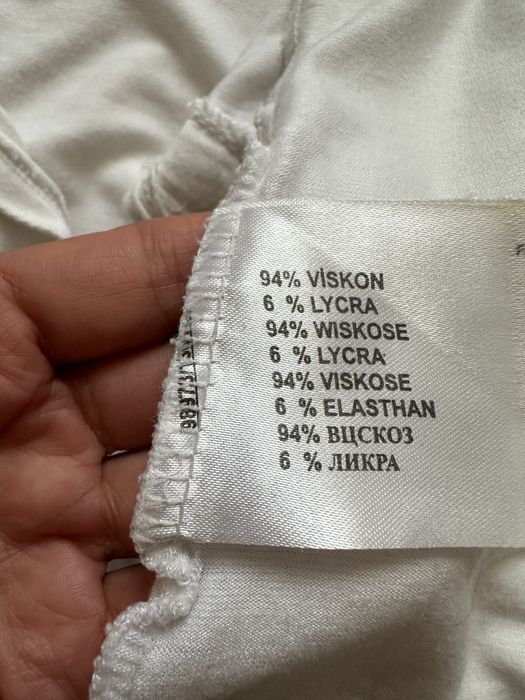 94% VİSKON
6 % LYCRA
94% WISKOSE
6 % LYCRA
94% VISKOSE
6 % ELASTHAN
94% ВЦСКОЗ
6 % ЛИКРА